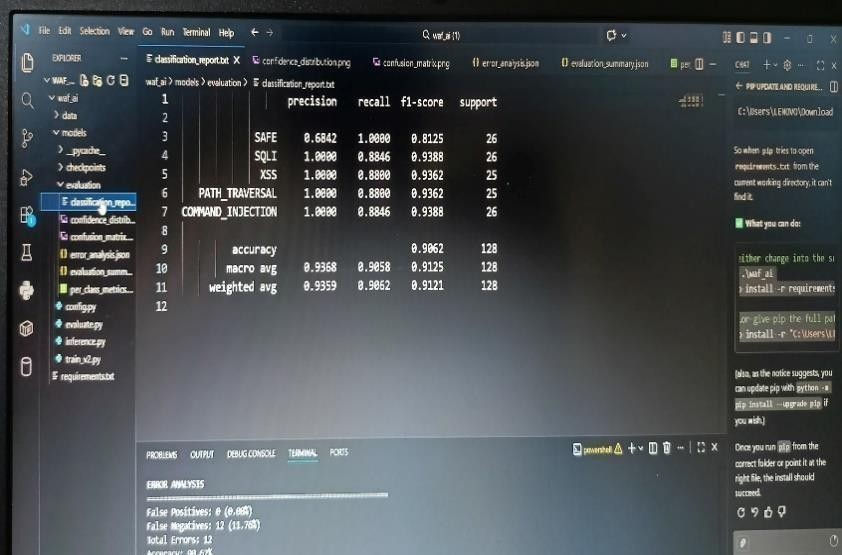 File Edit Selection View Go Run Terminal Help
waf_ai (1)
EXPLORER
WAF_...
waf_ai
data
models
_pycache_
checkpoints
evaluation
classification_repo...
confidence_distrib...
confusion_matrix....
error_analysis.json
evaluation_summ...
per_class_metrics...
config.py
evaluate.py
inference.py
train_v2.py
requirements.txt
classification_report.txt X confidence_distribution.png confusion_matrix.png error_analysis.json evaluation_summary.json per_
waf_ai > models > evaluation > classification_report.txt
1 precision recall f1-score support
2
3 SAFE 0.6842 1.0000 0.8125 26
4 SQLI 1.0000 0.8846 0.9388 26
5 XSS 1.0000 0.8800 0.9362 25
6 PATH_TRAVERSAL 1.0000 0.8800 0.9362 25
7 COMMAND_INJECTION 1.0000 0.8846 0.9388 26
8
9 accuracy 0.9062 128
10 macro avg 0.9368 0.9058 0.9125 128
11 weighted avg 0.9359 0.9062 0.9121 128
12
PROBLEMS OUTPUT DEBUG CONSOLE TERMINAL PORTS
powershell
ERROR ANALYSIS
False Positives: 0 (0.00%)
False Negatives: 12 (11.76%)
Total Errors: 12
Accuracy: 90.62%
CHAT
PIP UPDATE AND REQUIRE...
C:\Users\LENOVO\Download
So when pip tries to open
requirements.txt from the
current working directory, it can't
find it.
What you can do:
either change into the
.\waf_ai
install -r requirements
or give pip the full pat
install -r "C:\Users\LE
(also, as the notice suggests, you
can update pip with python -m
pip install --upgrade pip if
you wish.)
Once you run pip from the
correct folder or point it at the
right file, the install should
succeed.